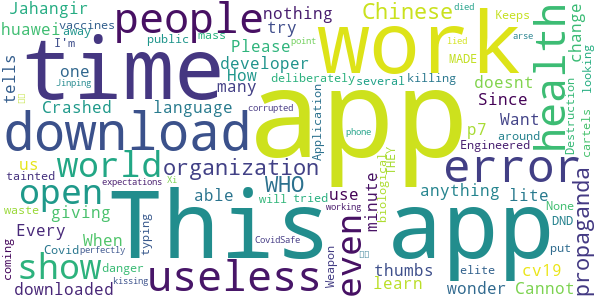 Jahangir
huawei
vaccines
away
I'm
public
mass
people
nothing
try
Chinese
Please
developer
Keeps
point
died
lied
MADE
arse
work
health
change
looking
tells
time
one
Jinping
How
many
deliberately
several
killing
doesnt
Since
Want
p7
Engineered
around
Destruction
cartels
Crashed
language
download
corrupted
Application
app
phone
THEY
biological
error
us
tainted
world
organization
WHO
open
giving
able
use
minute
anything
lite
None
DND
propaganda
expectations
Xi
will tried
waste
perfectly
Every
When
This app
working
even
elite
put
show
Covid
danger
typing
CovidSafe
Weapon
thumbs
cv19
coming
downloaded
kissing
useless
learn
wonder
Cannot